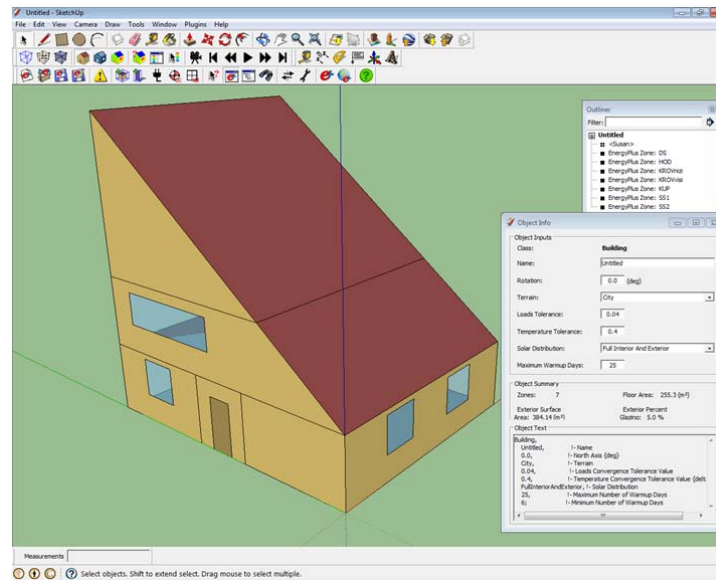 Untitled - SketchUp
File Edit View Camera Draw Tools Window Plugins Help
Outliner
Filter:
Untitled
<Susan>
EnergyPlus Zone: DS
EnergyPlus Zone: HOD
EnergyPlus Zone: KROVnizi
EnergyPlus Zone: KROVvisi
EnergyPlus Zone: KUP
EnergyPlus Zone: SS1
EnergyPlus Zone: SS2
Object Info
Object Inputs
Class: Building
Name: Untitled
Rotation: 0.0 (deg)
Terrain: City
Loads Tolerance: 0.04
Temperature Tolerance: 0.4
Solar Distribution: Full Interior And Exterior
Maximum Warmup Days: 25
Object Summary
Zones: 7 Floor Area: 255.3 (m²)
Exterior Surface Exterior Percent
Area: 384.14 (m²) Glazing: 5.0 %
Object Text
Building,
Untitled, !- Name
0.0, !- North Axis {deg}
City, !- Terrain
0.04, !- Loads Convergence Tolerance Value
0.4, !- Temperature Convergence Tolerance Value {delt
FullInteriorAndExterior, !- Solar Distribution
25, !- Maximum Number of Warmup Days
6; !- Minimum Number of Warmup Days
Measurements
Select objects. Shift to extend select. Drag mouse to select multiple.